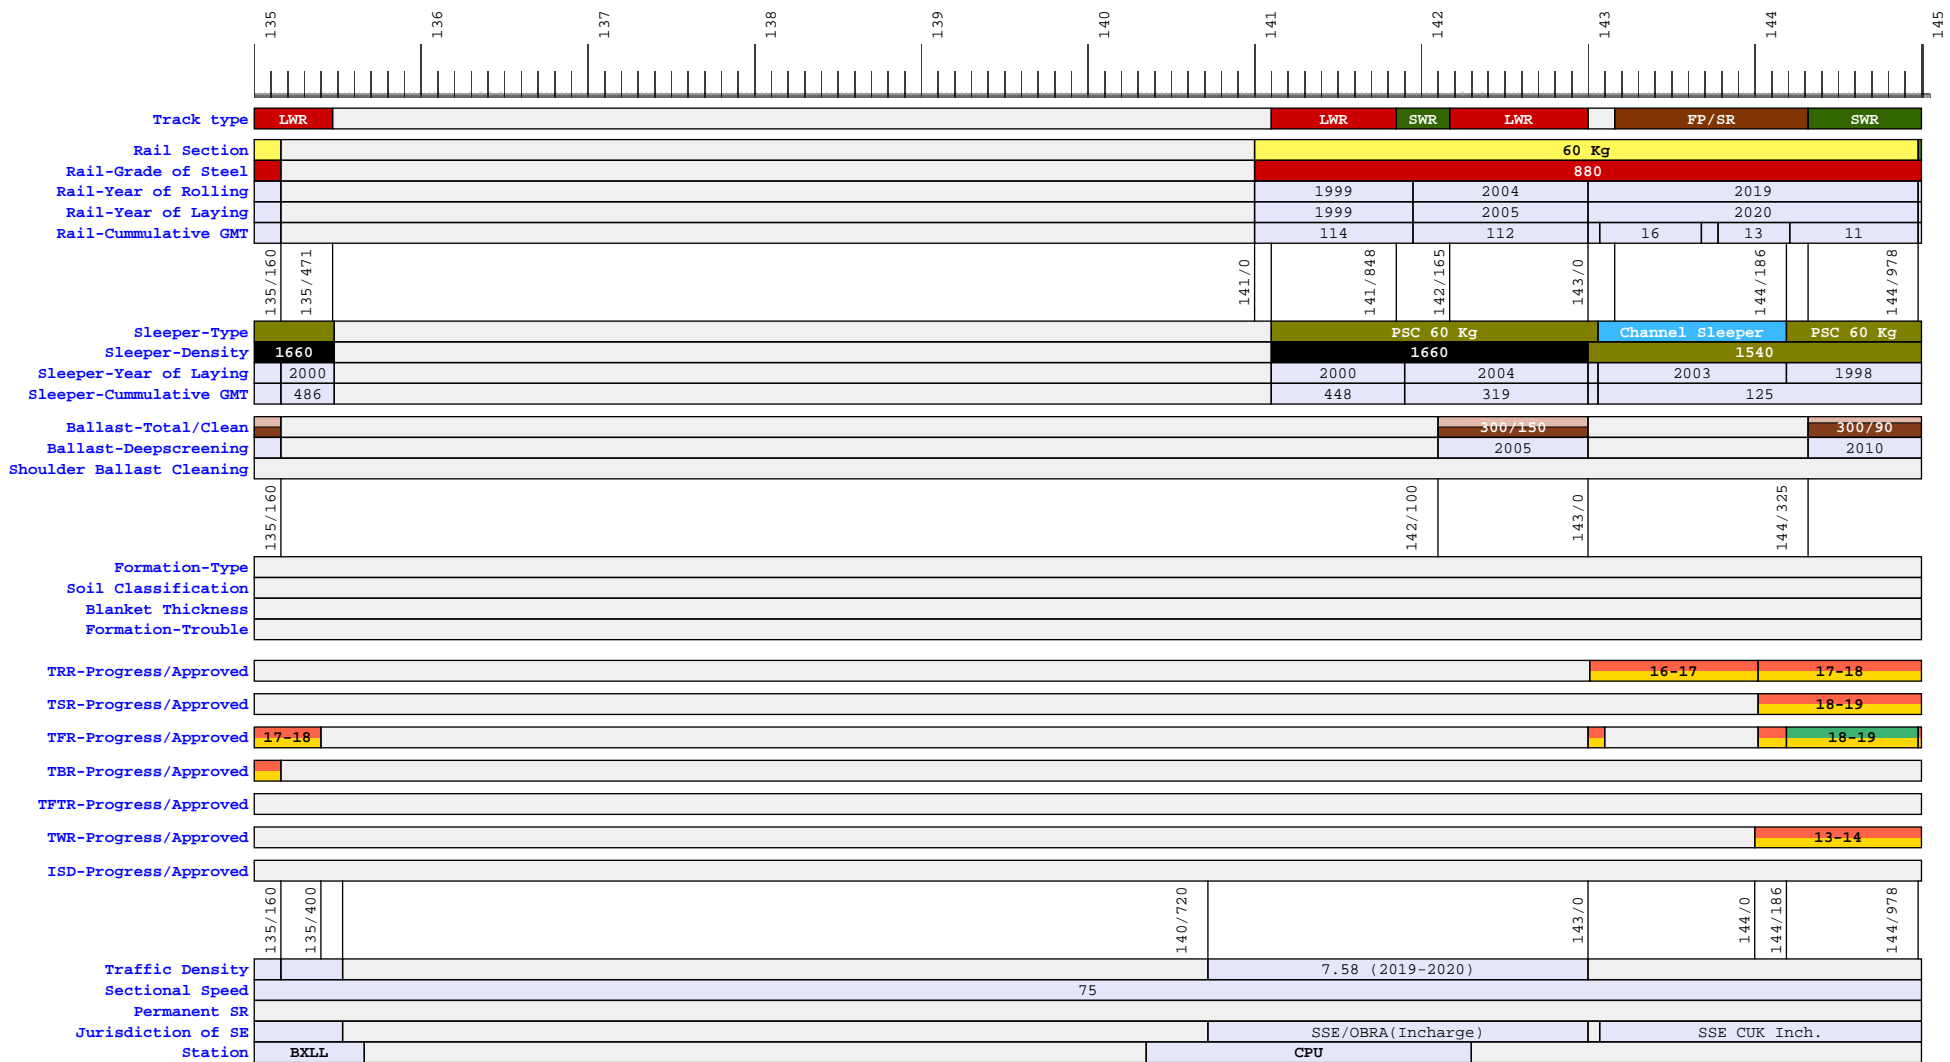 135 136 137 138 139 140 141 142 143 144 145
Track type LWR LWR SWR LWR FP/SR SWR
Rail Section 60 Kg
Rail-Grade of Steel 880
Rail-Year of Rolling 1999 2004 2019
Rail-Year of Laying 1999 2005 2020
Rail-Cummulative GMT 114 112 16 13 11
135/160 135/471 141/0 141/848 142/165 143/0 144/186 144/978
Sleeper-Type PSC 60 Kg Channel Sleeper PSC 60 Kg
Sleeper-Density 1660 1660 1540
Sleeper-Year of Laying 2000 2000 2004 2003 1998
Sleeper-Cummulative GMT 486 448 319 125
Ballast-Total/Clean 300/150 300/90
Ballast-Deepscreening 2005 2010
Shoulder Ballast Cleaning
135/160 142/100 143/0 144/325
Formation-Type
Soil Classification
Blanket Thickness
Formation-Trouble
TRR-Progress/Approved 16-17 17-18
TSR-Progress/Approved 18-19
TFR-Progress/Approved 17-18 18-19
TBR-Progress/Approved
TFTR-Progress/Approved
TWR-Progress/Approved 13-14
ISD-Progress/Approved
135/160 135/400 140/720 143/0 144/0 144/186 144/978
Traffic Density 7.58 (2019-2020)
Sectional Speed 75
Permanent SR
Jurisdiction of SE SSE/OBRA(Incharge) SSE CUK Inch.
Station BXLL CPU